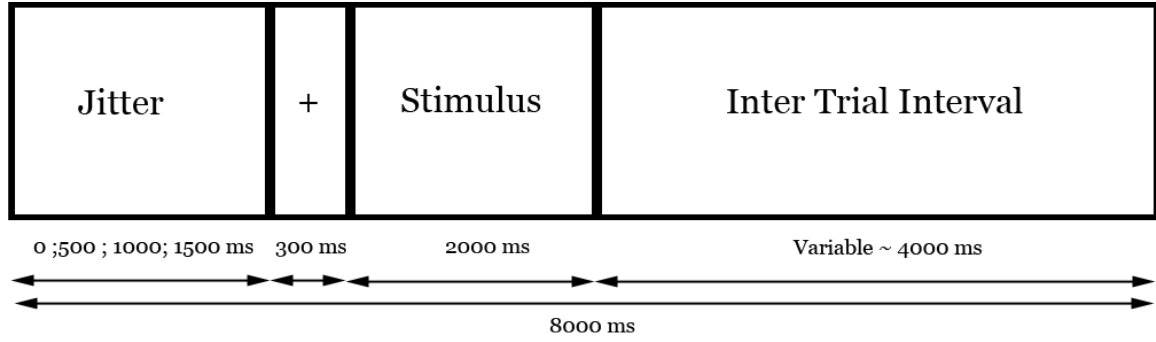 Jitter
+
Stimulus
Inter Trial Interval
0 ;500 ; 1000; 1500 ms
300 ms
2000 ms
Variable ~ 4000 ms
8000 ms